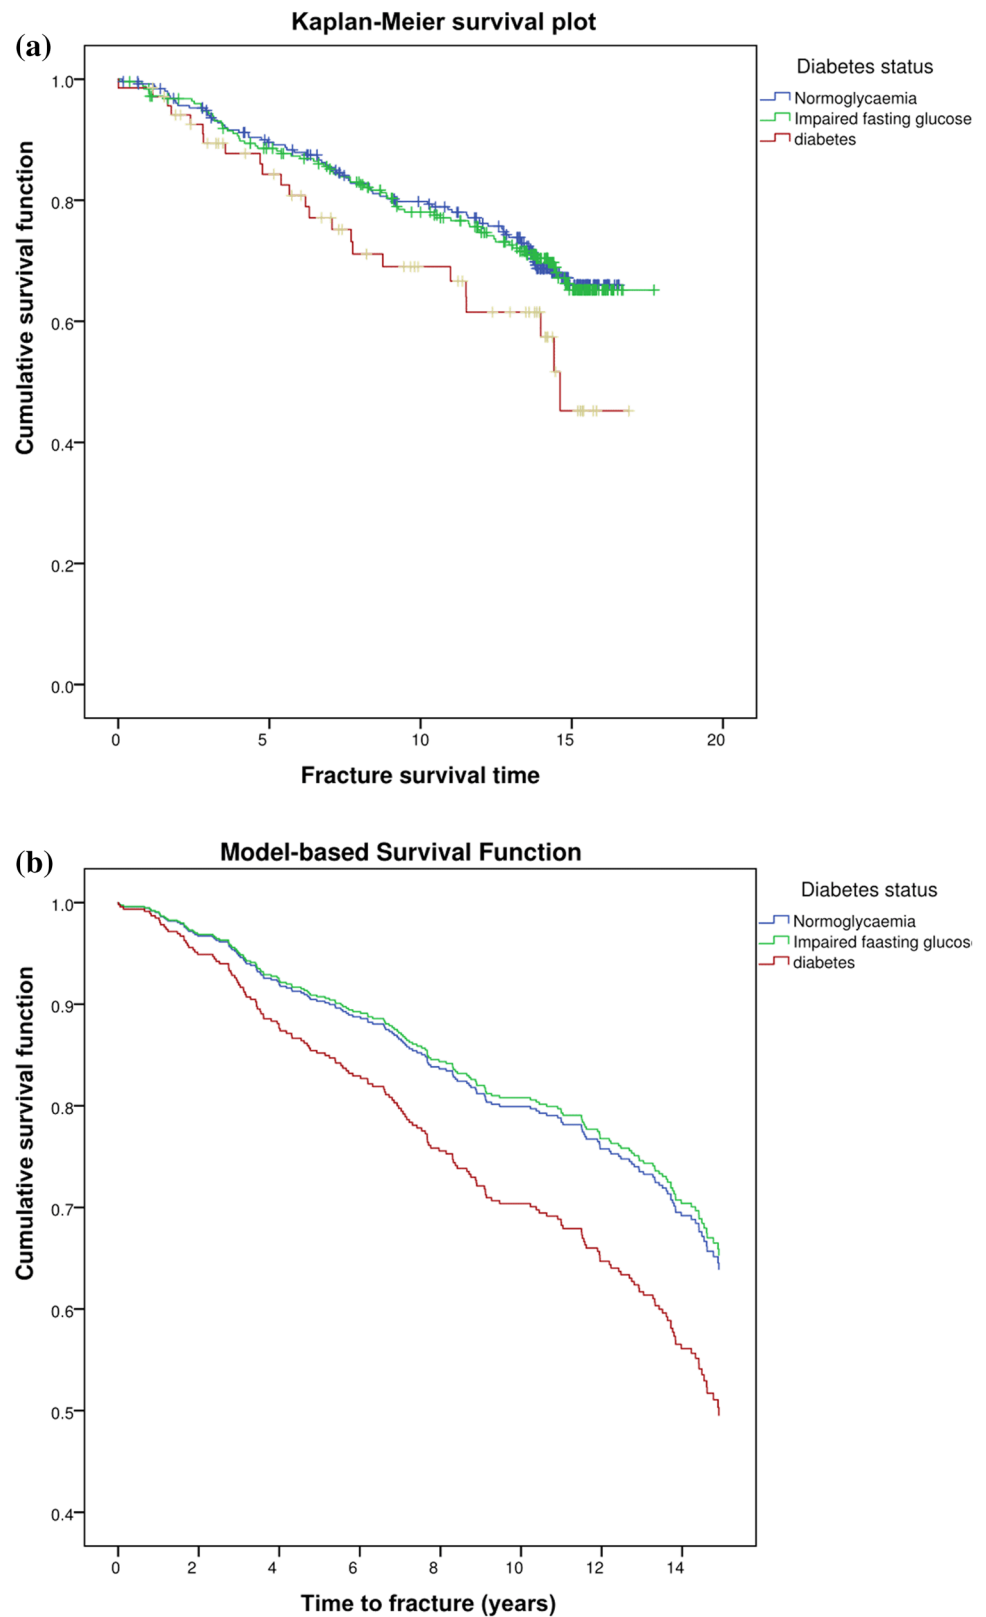 Kaplan-Meier survival plot
(a)
Diabetes status
Normoglycaemia
Impaired fasting glucose
diabetes
1.0
0.8
0.6
0.4
0.2
0.0
Cumulative survival function
0 5 10 15 20
Fracture survival time
(b)
Model-based Survival Function
Diabetes status
Normoglycaemia
Impaired faasting glucos
diabetes
1.0
0.9
0.8
0.7
0.6
0.5
0.4
Cumulative survival function
0 2 4 6 8 10 12 14
Time to fracture (years)